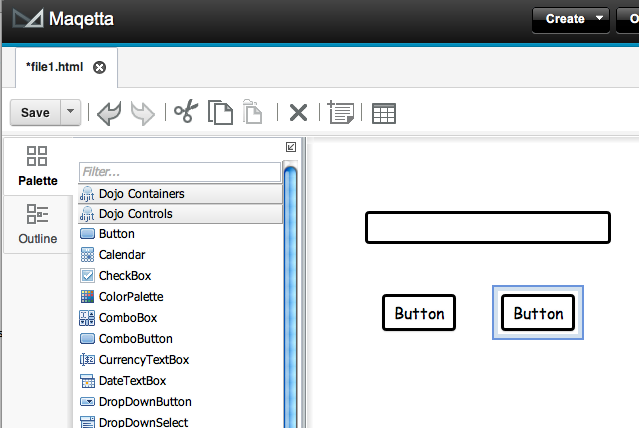 Maqetta
Create
O
*file1.html
Save
Palette
Outline
Filter...
Dojo Containers
Dojo Controls
Button
Calendar
CheckBox
ColorPalette
ComboBox
ComboButton
CurrencyTextBox
DateTextBox
DropDownButton
DropDownSelect
Button
Button